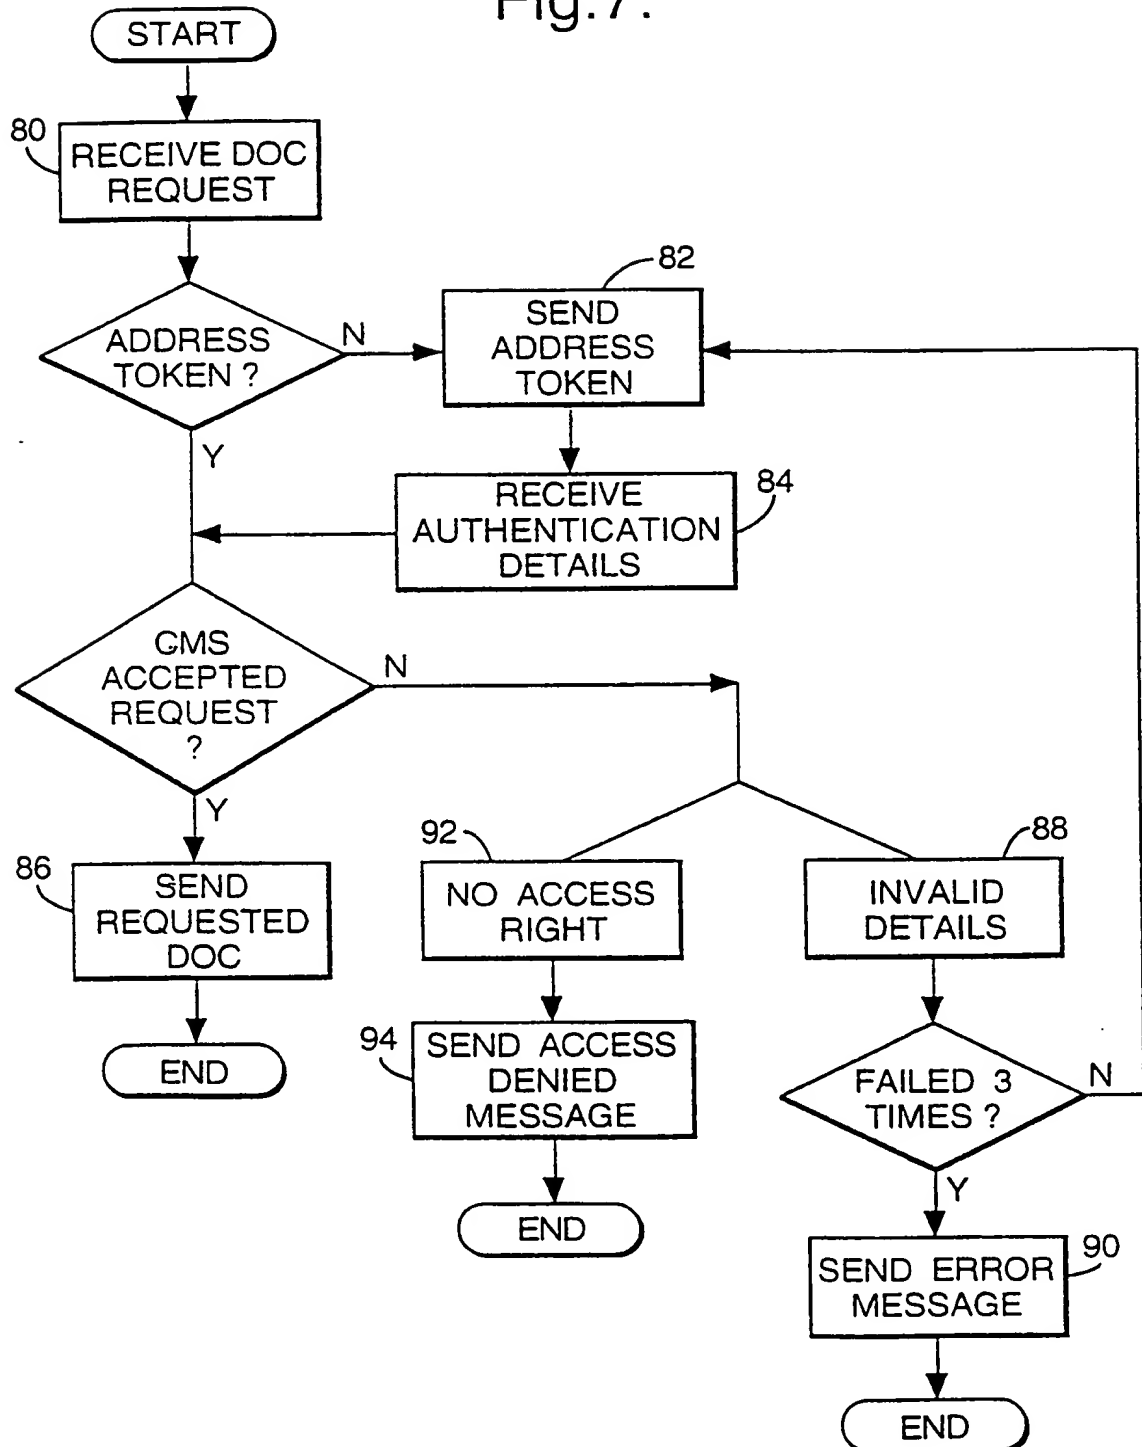 Fig.7.
START
80
RECEIVE DOC
REQUEST
82
SEND
ADDRESS
TOKEN
ADDRESS
TOKEN ?
N
Y
84
RECEIVE
AUTHENTICATION
DETAILS
GMS
ACCEPTED
REQUEST
?
N
Y
86
SEND
REQUESTED
DOC
END
92
NO ACCESS
RIGHT
94
SEND ACCESS
DENIED
MESSAGE
END
88
INVALID
DETAILS
FAILED 3
TIMES ?
N
Y
90
SEND ERROR
MESSAGE
END